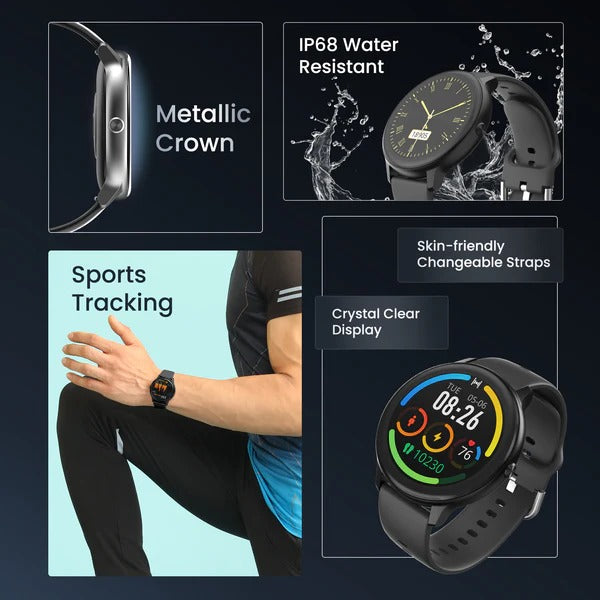 Metallic
Crown
IP68 Water
Resistant
Sports
Tracking
Skin-friendly
Changeable Straps
Crystal Clear
Display
TUE 05-06
08:26
76
10230